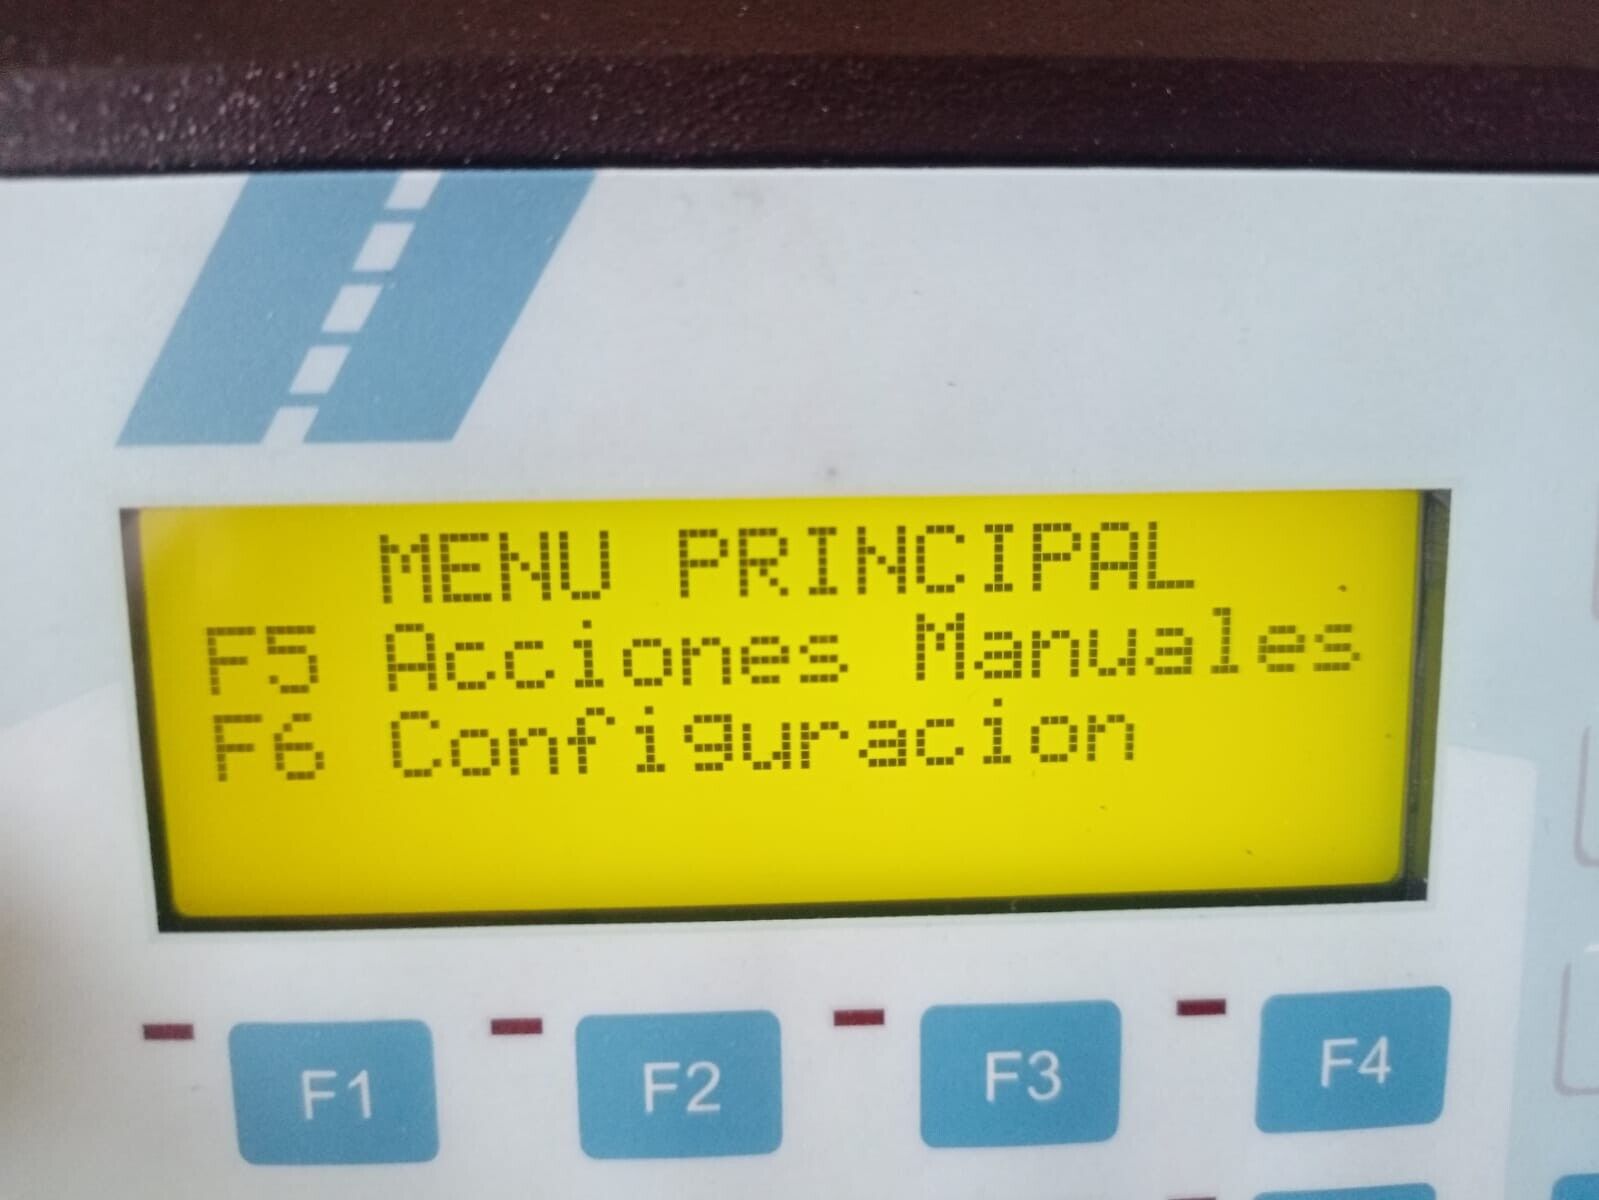 MENU PRINCIPAL
F5 Acciones Manuales
F6 Configuracion
F1
F2
F3
F4